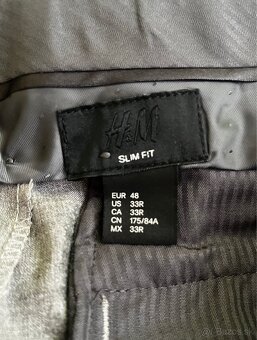 H&M
SLIM FIT
EUR 48
US 33R
CA 33R
CN 175/84A
MX 33R